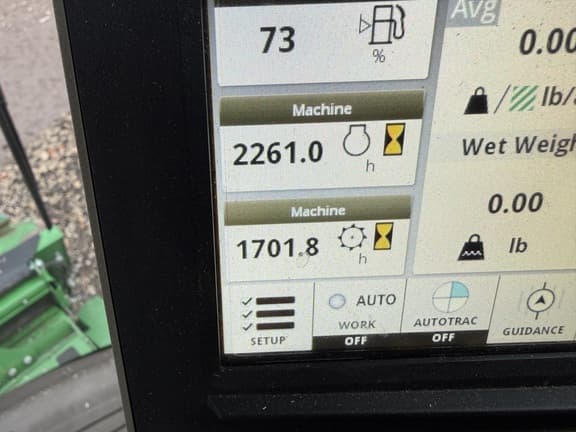 73
%
Machine
2261.0
h
Machine
1701.8
h
Avg
0.00
/ lb/
Wet
0.00
lb
SETUP
AUTO
WORK
OFF
AUTOTRAC
OFF
GUIDANCE